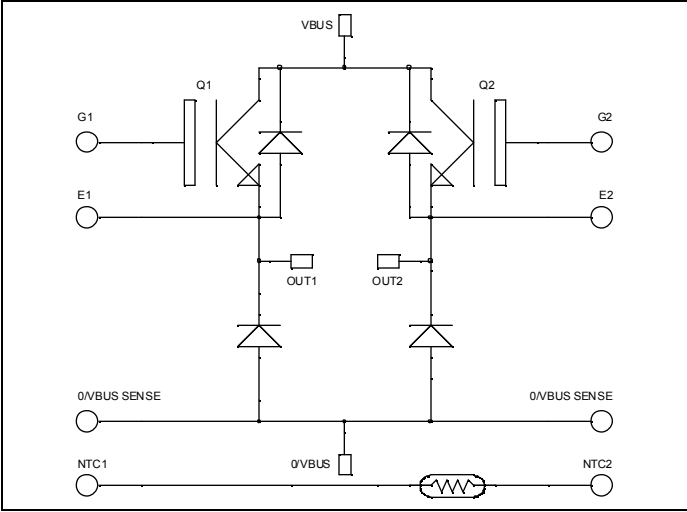 VBUS
Q1
Q2
G1
G2
E1
E2
OUT1
OUT2
0/VBUS SENSE
0/VBUS SENSE
NTC1
0/VBUS
NTC2